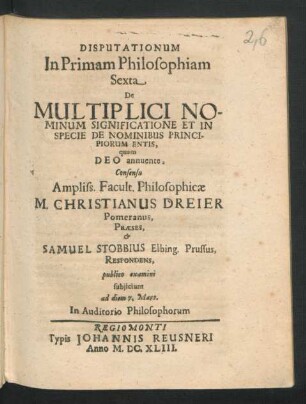 26
DISPUTATIONUM
In Primam Philosophiam
Sexta,
De
MULTIPLICI NO-
MINUM SIGNIFICATIONE ET IN
SPECIE DE NOMINIBUS PRINCI-
PIORUM ENTIS,
quam
DEO annuente,
Consensu
Ampliss. Facult. Philosophicæ
M. CHRISTIANUS DREIER
Pomeranus,
PRÆSES,
&
SAMUEL STOBBIUS Elbing. Prussus,
RESPONDENS,
publico examini
subjiciunt
ad diem 7. Mart.
In Auditorio Philosophorum
REGIOMONTI
Typis JOHANNIS REUSNERI
Anno M. DC. XLIII.